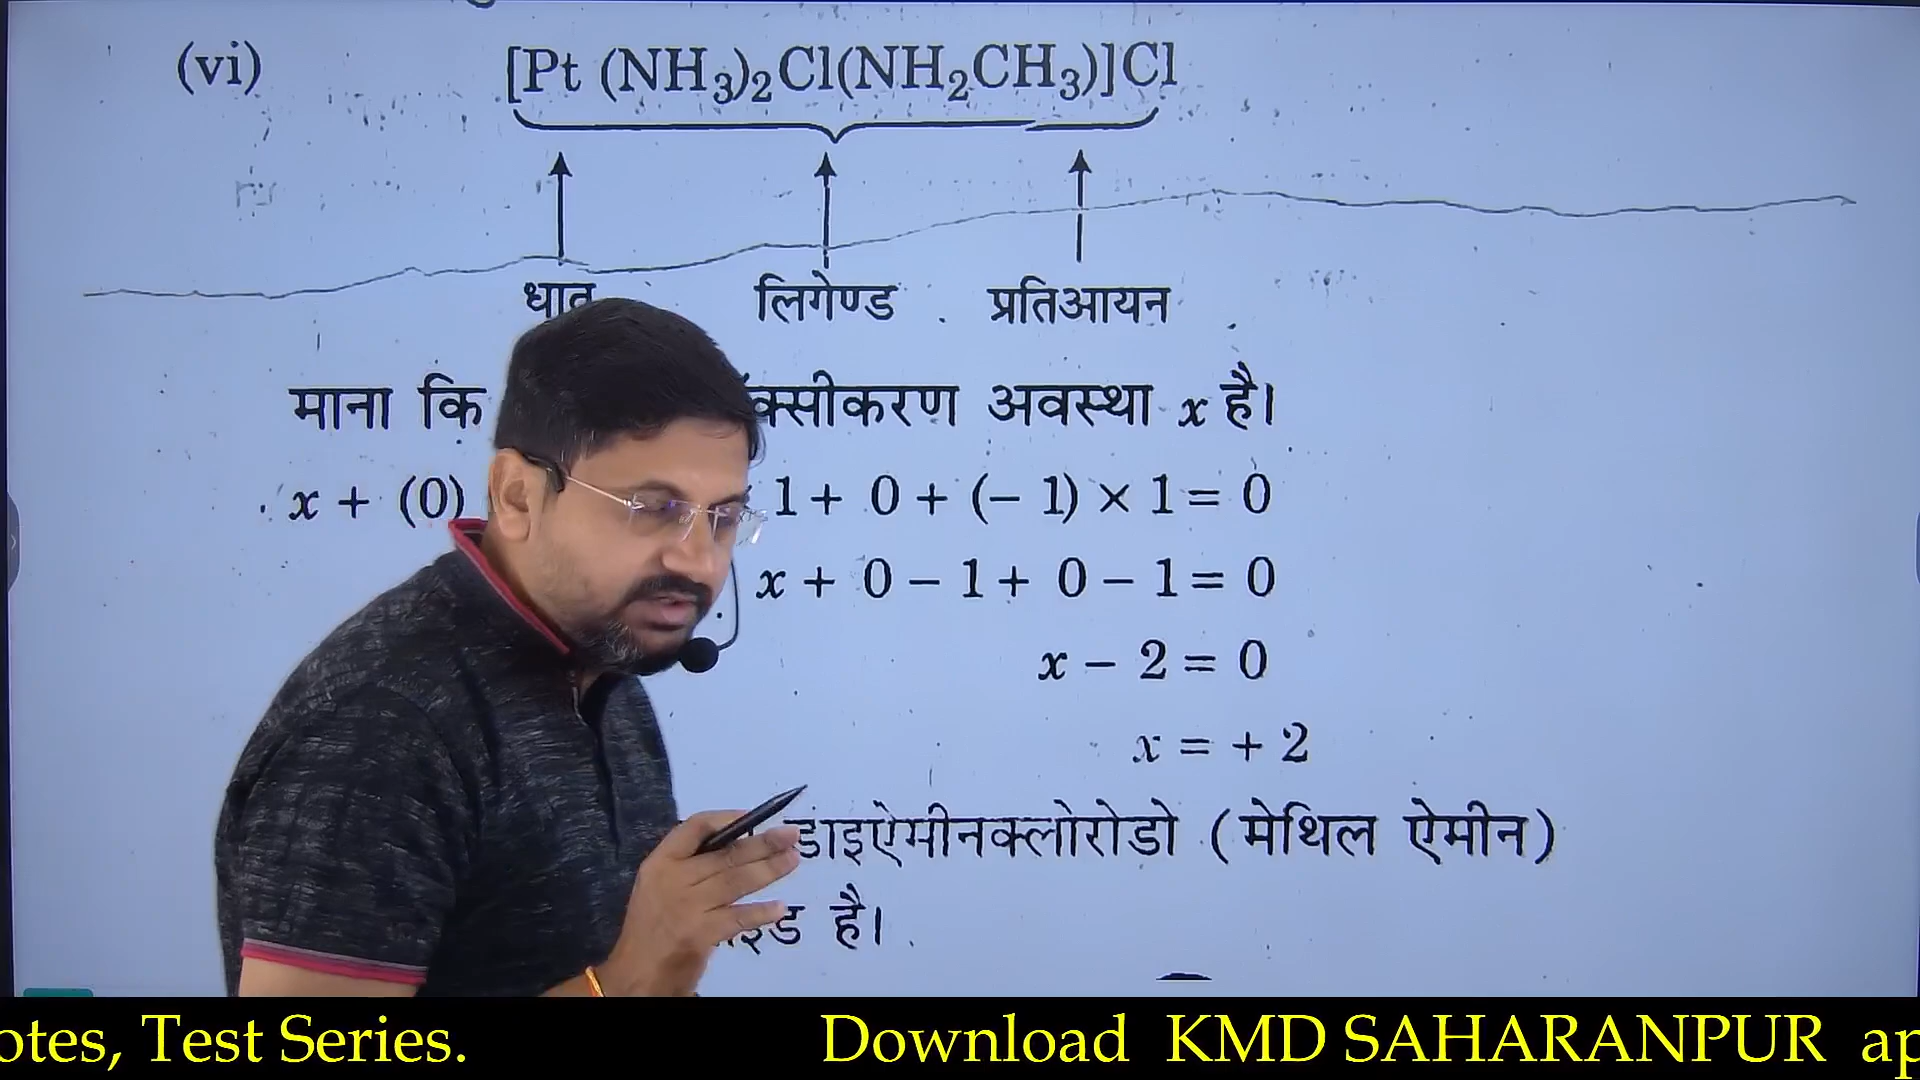 (vi) [Pt (NH₃)₂Cl(NH₂CH₃)]Cl
लिगेण्ड प्रतिआयन
माना कि ऑक्सीकरण अवस्था x है।
x + (0) 1 + 0 + (– 1) × 1 = 0
x + 0 – 1 + 0 – 1 = 0
x – 2 = 0
x = + 2
डाइऐमीनक्लोरोडो (मेथिल ऐमीन)
है।
otes, Test Series. Download KMD SAHARANPUR ap